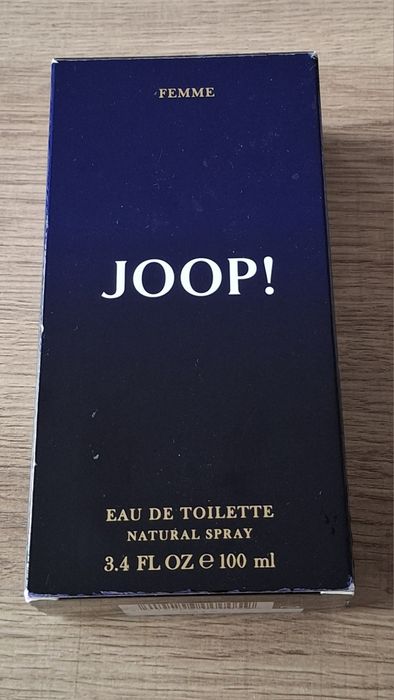 FEMME
JOOP!
EAU DE TOILETTE
NATURAL SPRAY
3.4 FL OZ ℮ 100 ml